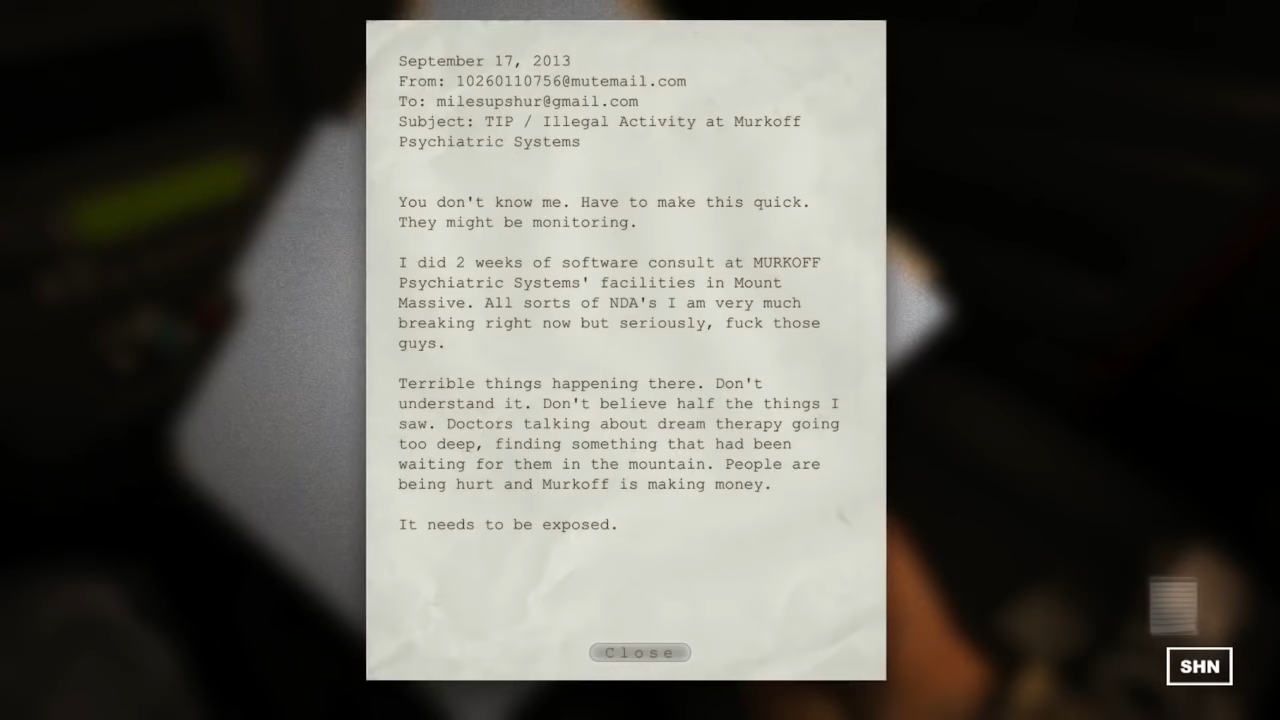 September 17, 2013
From: 10260110756@mutemail.com
To: milesupshur@gmail.com
Subject: TIP / Illegal Activity at Murkoff
Psychiatric Systems
You don't know me. Have to make this quick.
They might be monitoring.
I did 2 weeks of software consult at MURKOFF
Psychiatric Systems' facilities in Mount
Massive. All sorts of NDA's I am very much
breaking right now but seriously, fuck those
guys.
Terrible things happening there. Don't
understand it. Don't believe half the things I
saw. Doctors talking about dream therapy going
too deep, finding something that had been
waiting for them in the mountain. People are
being hurt and Murkoff is making money.
It needs to be exposed.
Close
SHN